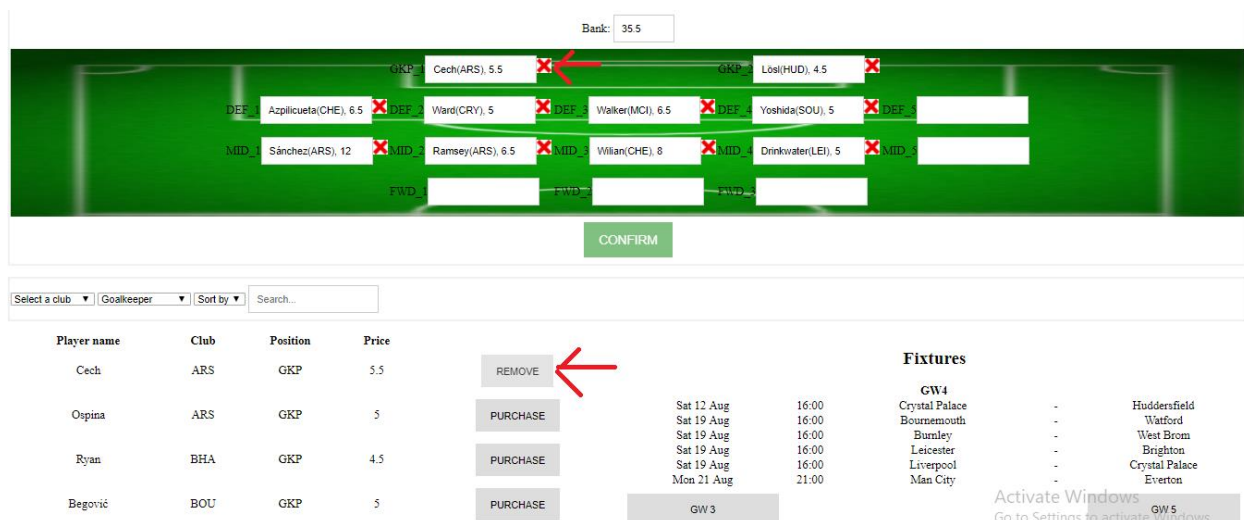 Bank: 35.5
GKP_1 Cech(ARS), 5.5 GKP_2 Lösl(HUD), 4.5
DEF_1 Azpilicueta(CHE), 6.5 DEF_2 Ward(CRY), 5 DEF_3 Walker(MCI), 6.5 DEF_4 Yoshida(SOU), 5 DEF_5
MID_1 Sánchez(ARS), 12 MID_2 Ramsey(ARS), 6.5 MID_3 Wilian(CHE), 8 MID_4 Drinkwater(LEI), 5 MID_5
FWD_1 FWD_2 FWD_3
CONFIRM
Select a club Goalkeeper Sort by Search...
Player name Club Position Price
Cech ARS GKP 5.5 REMOVE
Ospina ARS GKP 5 PURCHASE
Ryan BHA GKP 4.5 PURCHASE
Begović BOU GKP 5 PURCHASE
Fixtures
GW4
Sat 12 Aug 16:00 Crystal Palace - Huddersfield
Sat 19 Aug 16:00 Bournemouth - Watford
Sat 19 Aug 16:00 Burnley - West Brom
Sat 19 Aug 16:00 Leicester - Brighton
Sat 19 Aug 16:00 Liverpool - Crystal Palace
Mon 21 Aug 21:00 Man City - Everton
GW 3 GW 5
Activate Windows
Go to Settings to activate Windows.